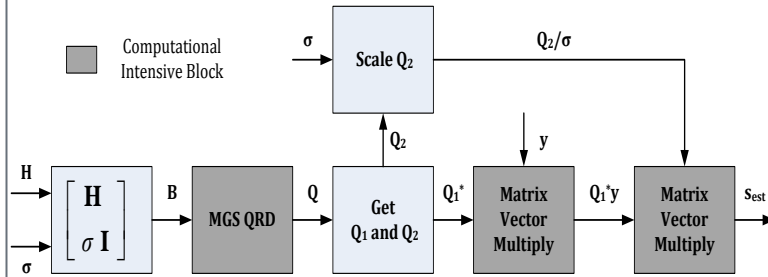 Computational
Intensive Block
σ
Scale Q₂
Q₂/σ
Q₂
y
H
σ
H
σ I
B
MGS QRD
Q
Get
Q₁ and Q₂
Q₁*
Matrix
Vector
Multiply
Q₁*y
Matrix
Vector
Multiply
sₑₛₜ